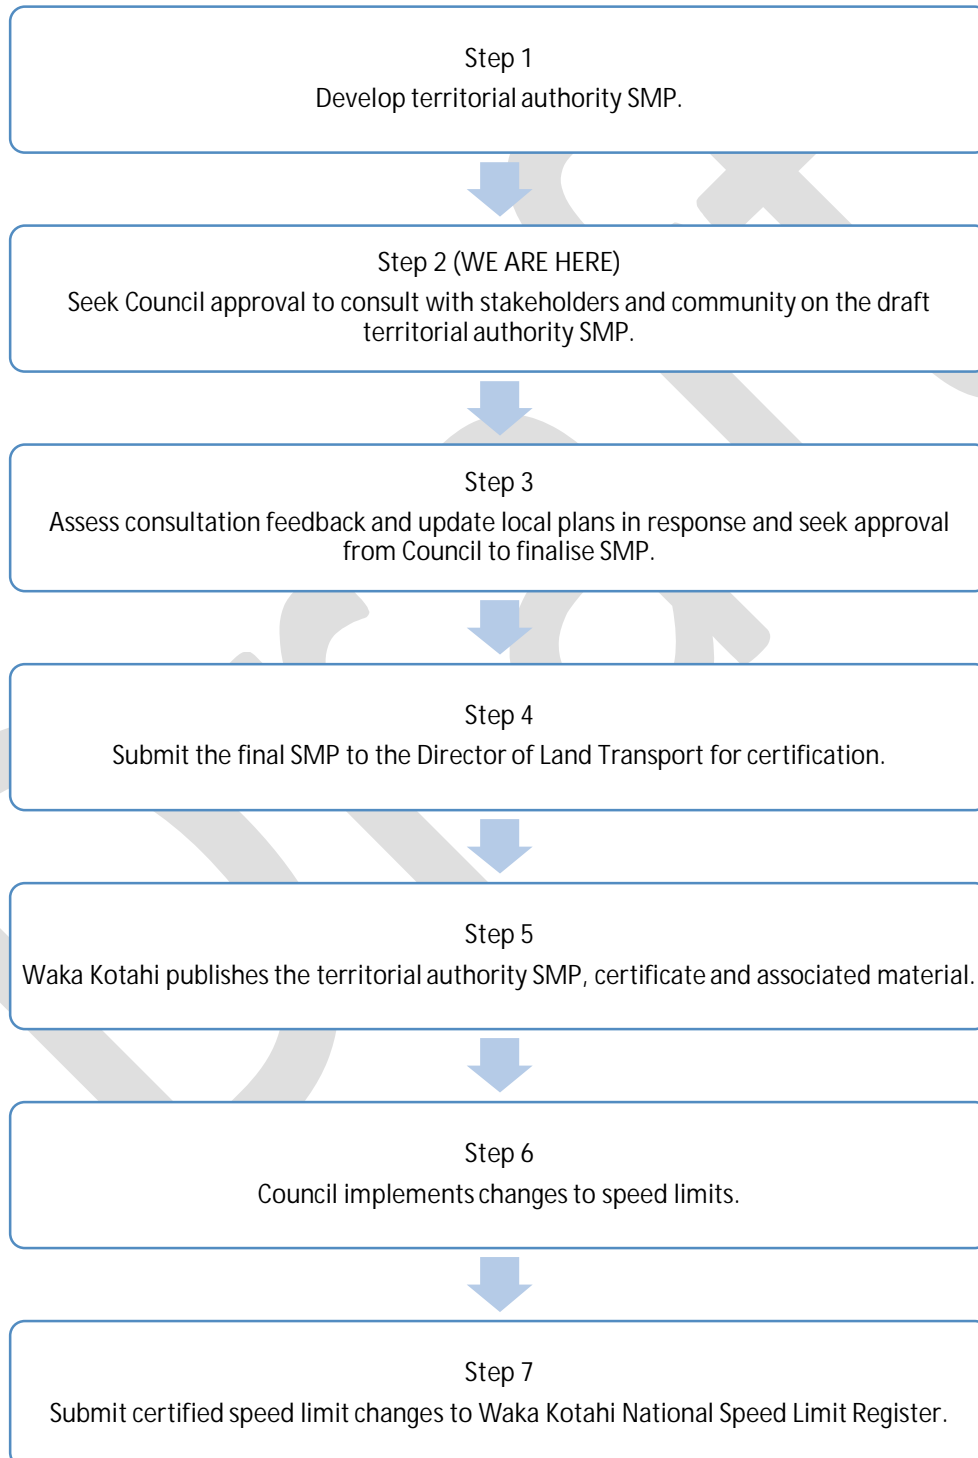 Step 1
Develop territorial authority SMP.
Step 2 (WE ARE HERE)
Seek Council approval to consult with stakeholders and community on the draft
territorial authority SMP.
Step 3
Assess consultation feedback and update local plans in response and seek approval
from Council to finalise SMP.
Step 4
Submit the final SMP to the Director of Land Transport for certification.
Step 5
Waka Kotahi publishes the territorial authority SMP, certificate and associated material.
Step 6
Council implements changes to speed limits.
Step 7
Submit certified speed limit changes to Waka Kotahi National Speed Limit Register.
Draft